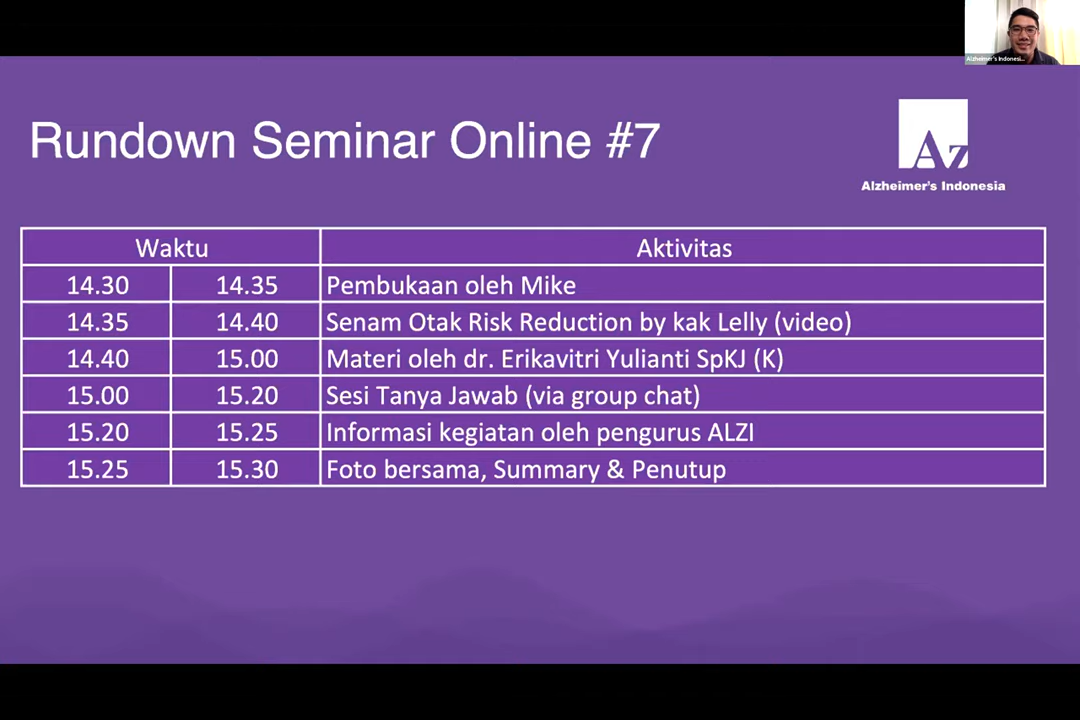 Alzheimer's Indonesi...
Rundown Seminar Online #7
Az
Alzheimer's Indonesia
Waktu Aktivitas
14.30 14.35 Pembukaan oleh Mike
14.35 14.40 Senam Otak Risk Reduction by kak Lelly (video)
14.40 15.00 Materi oleh dr. Erikavitri Yulianti SpKJ (K)
15.00 15.20 Sesi Tanya Jawab (via group chat)
15.20 15.25 Informasi kegiatan oleh pengurus ALZI
15.25 15.30 Foto bersama, Summary & Penutup